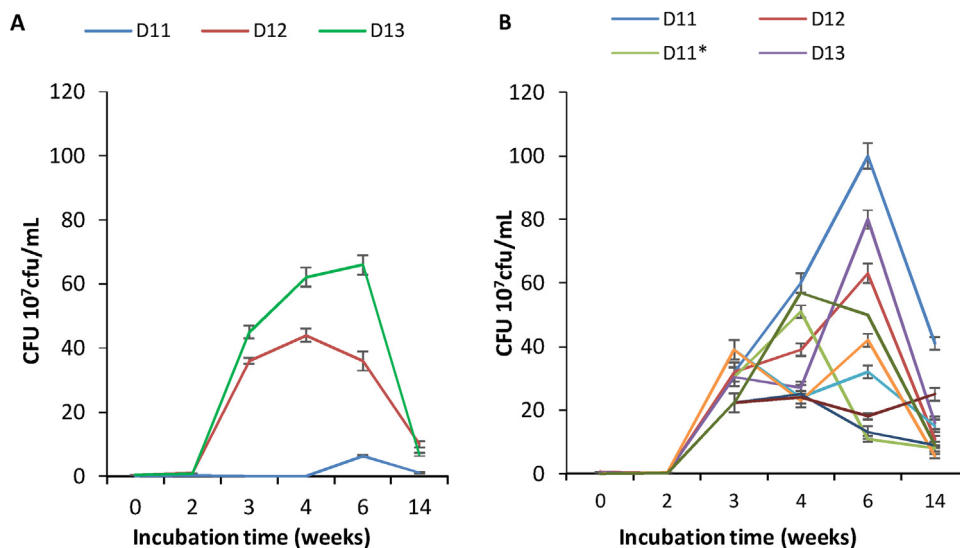 A
D11 D12 D13
120
100
80
60
40
20
0
CFU 10⁷cfu/mL
0 2 3 4 6 14
Incubation time (weeks)
B
D11 D12
D11* D13
120
100
80
60
40
20
0
CFU 10⁷cfu/mL
0 2 3 4 6 14
Incubation time (weeks)